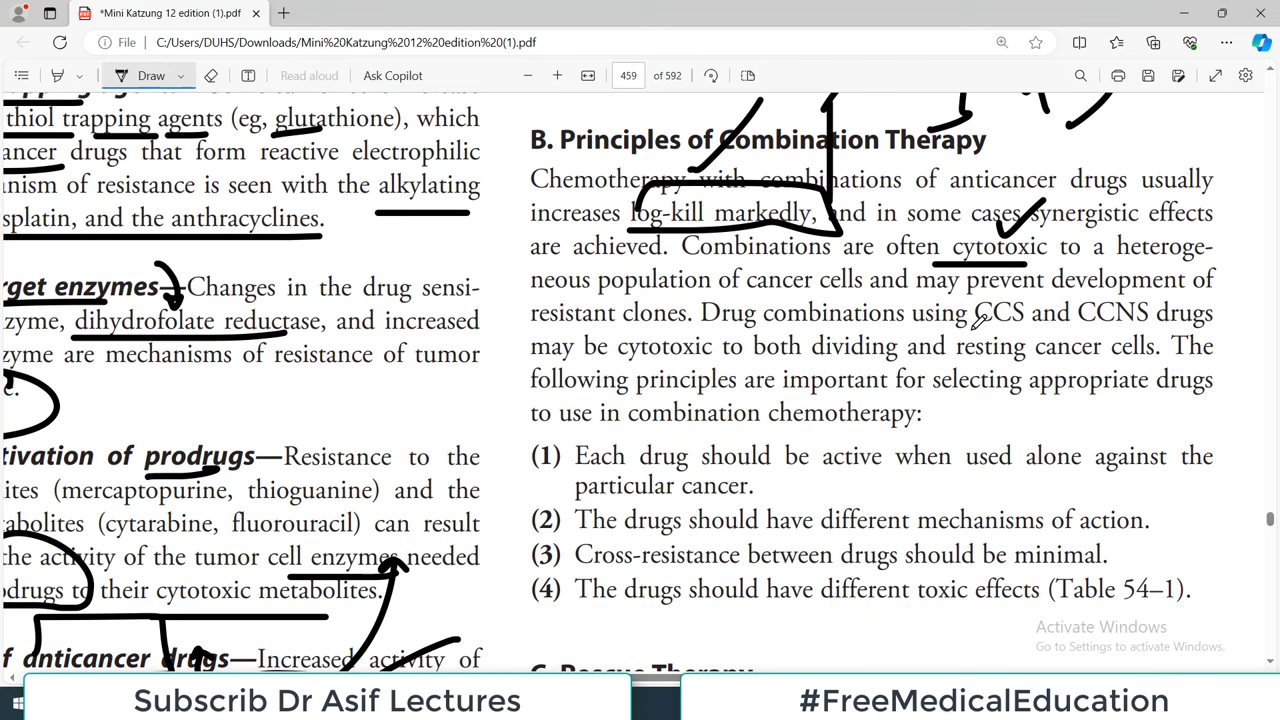 *Mini Katzung 12 edition (1).pdf
File
C:/Users/DUHS/Downloads/Mini%20Katzung%2012%20edition%20(1).pdf
Draw
Read aloud
Ask Copilot
459
of 592
thiol trapping agents (eg, glutathione), which
ancer drugs that form reactive electrophilic
nism of resistance is seen with the alkylating
splatin, and the anthracyclines.
rget enzymes—Changes in the drug sensi-
zyme, dihydrofolate reductase, and increased
zyme are mechanisms of resistance of tumor
tivation of prodrugs—Resistance to the
ites (mercaptopurine, thioguanine) and the
tabolites (cytarabine, fluorouracil) can result
the activity of the tumor cell enzymes needed
odrugs to their cytotoxic metabolites.
f anticancer drugs—Increased activity of
B. Principles of Combination Therapy
Chemotherapy with combinations of anticancer drugs usually
increases log-kill markedly, and in some cases synergistic effects
are achieved. Combinations are often cytotoxic to a heteroge-
neous population of cancer cells and may prevent development of
resistant clones. Drug combinations using CCS and CCNS drugs
may be cytotoxic to both dividing and resting cancer cells. The
following principles are important for selecting appropriate drugs
to use in combination chemotherapy:
(1) Each drug should be active when used alone against the
particular cancer.
(2) The drugs should have different mechanisms of action.
(3) Cross-resistance between drugs should be minimal.
(4) The drugs should have different toxic effects (Table 54–1).
C. Rescue Therapy
Activate Windows
Go to Settings to activate Windows.
Subscrib Dr Asif Lectures
#FreeMedicalEducation